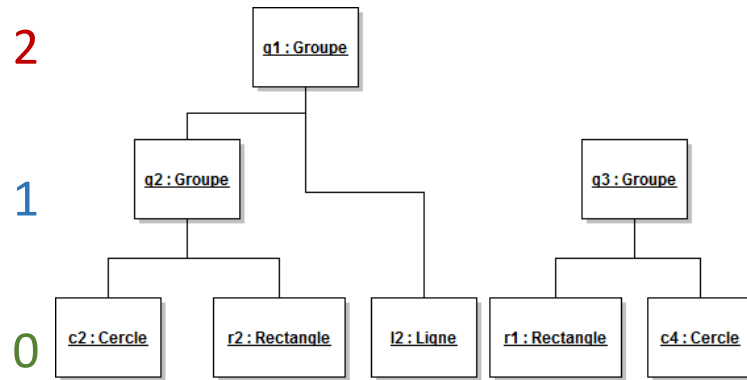 2
g1 : Groupe
1
g2 : Groupe
g3 : Groupe
0
c2 : Cercle
r2 : Rectangle
l2 : Ligne
r1 : Rectangle
c4 : Cercle